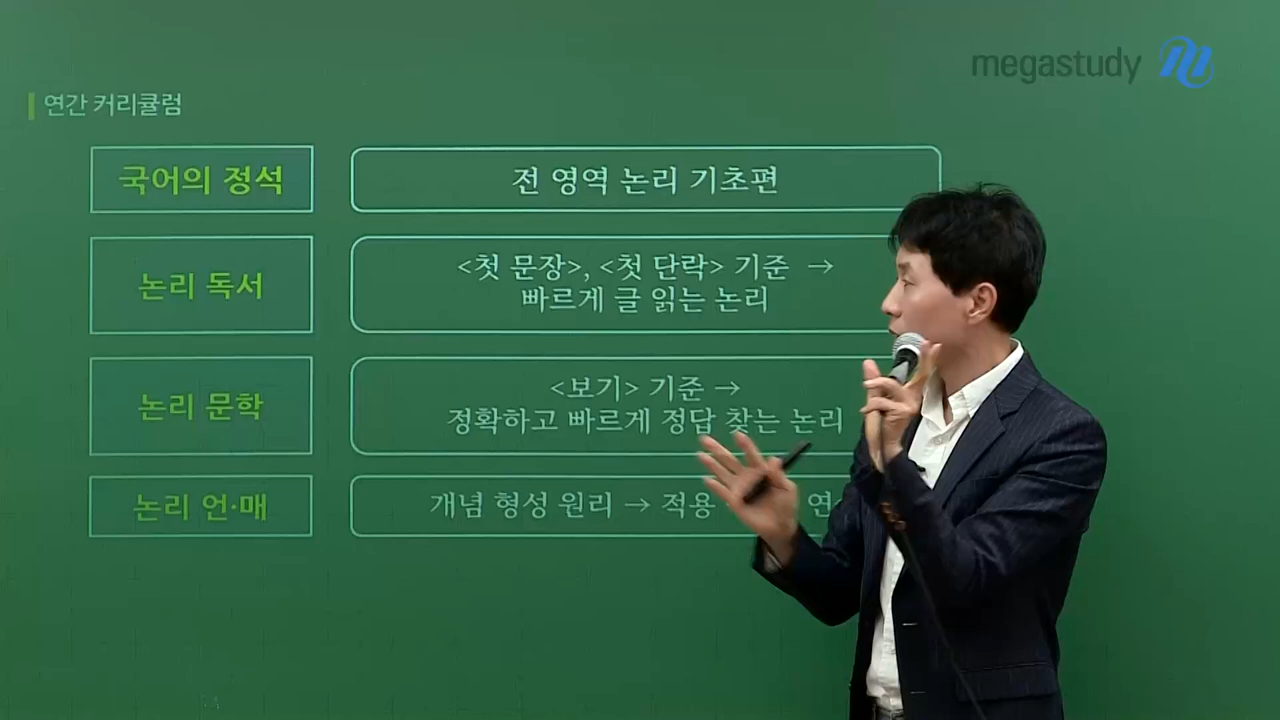 megastudy
연간 커리큘럼
국어의 정석
전 영역 논리 기초편
논리 독서
<첫 문장>, <첫 단락> 기준 →
빠르게 글 읽는 논리
논리 문학
<보기> 기준 →
정확하고 빠르게 정답 찾는 논리
논리 언·매
개념 형성 원리 → 적용